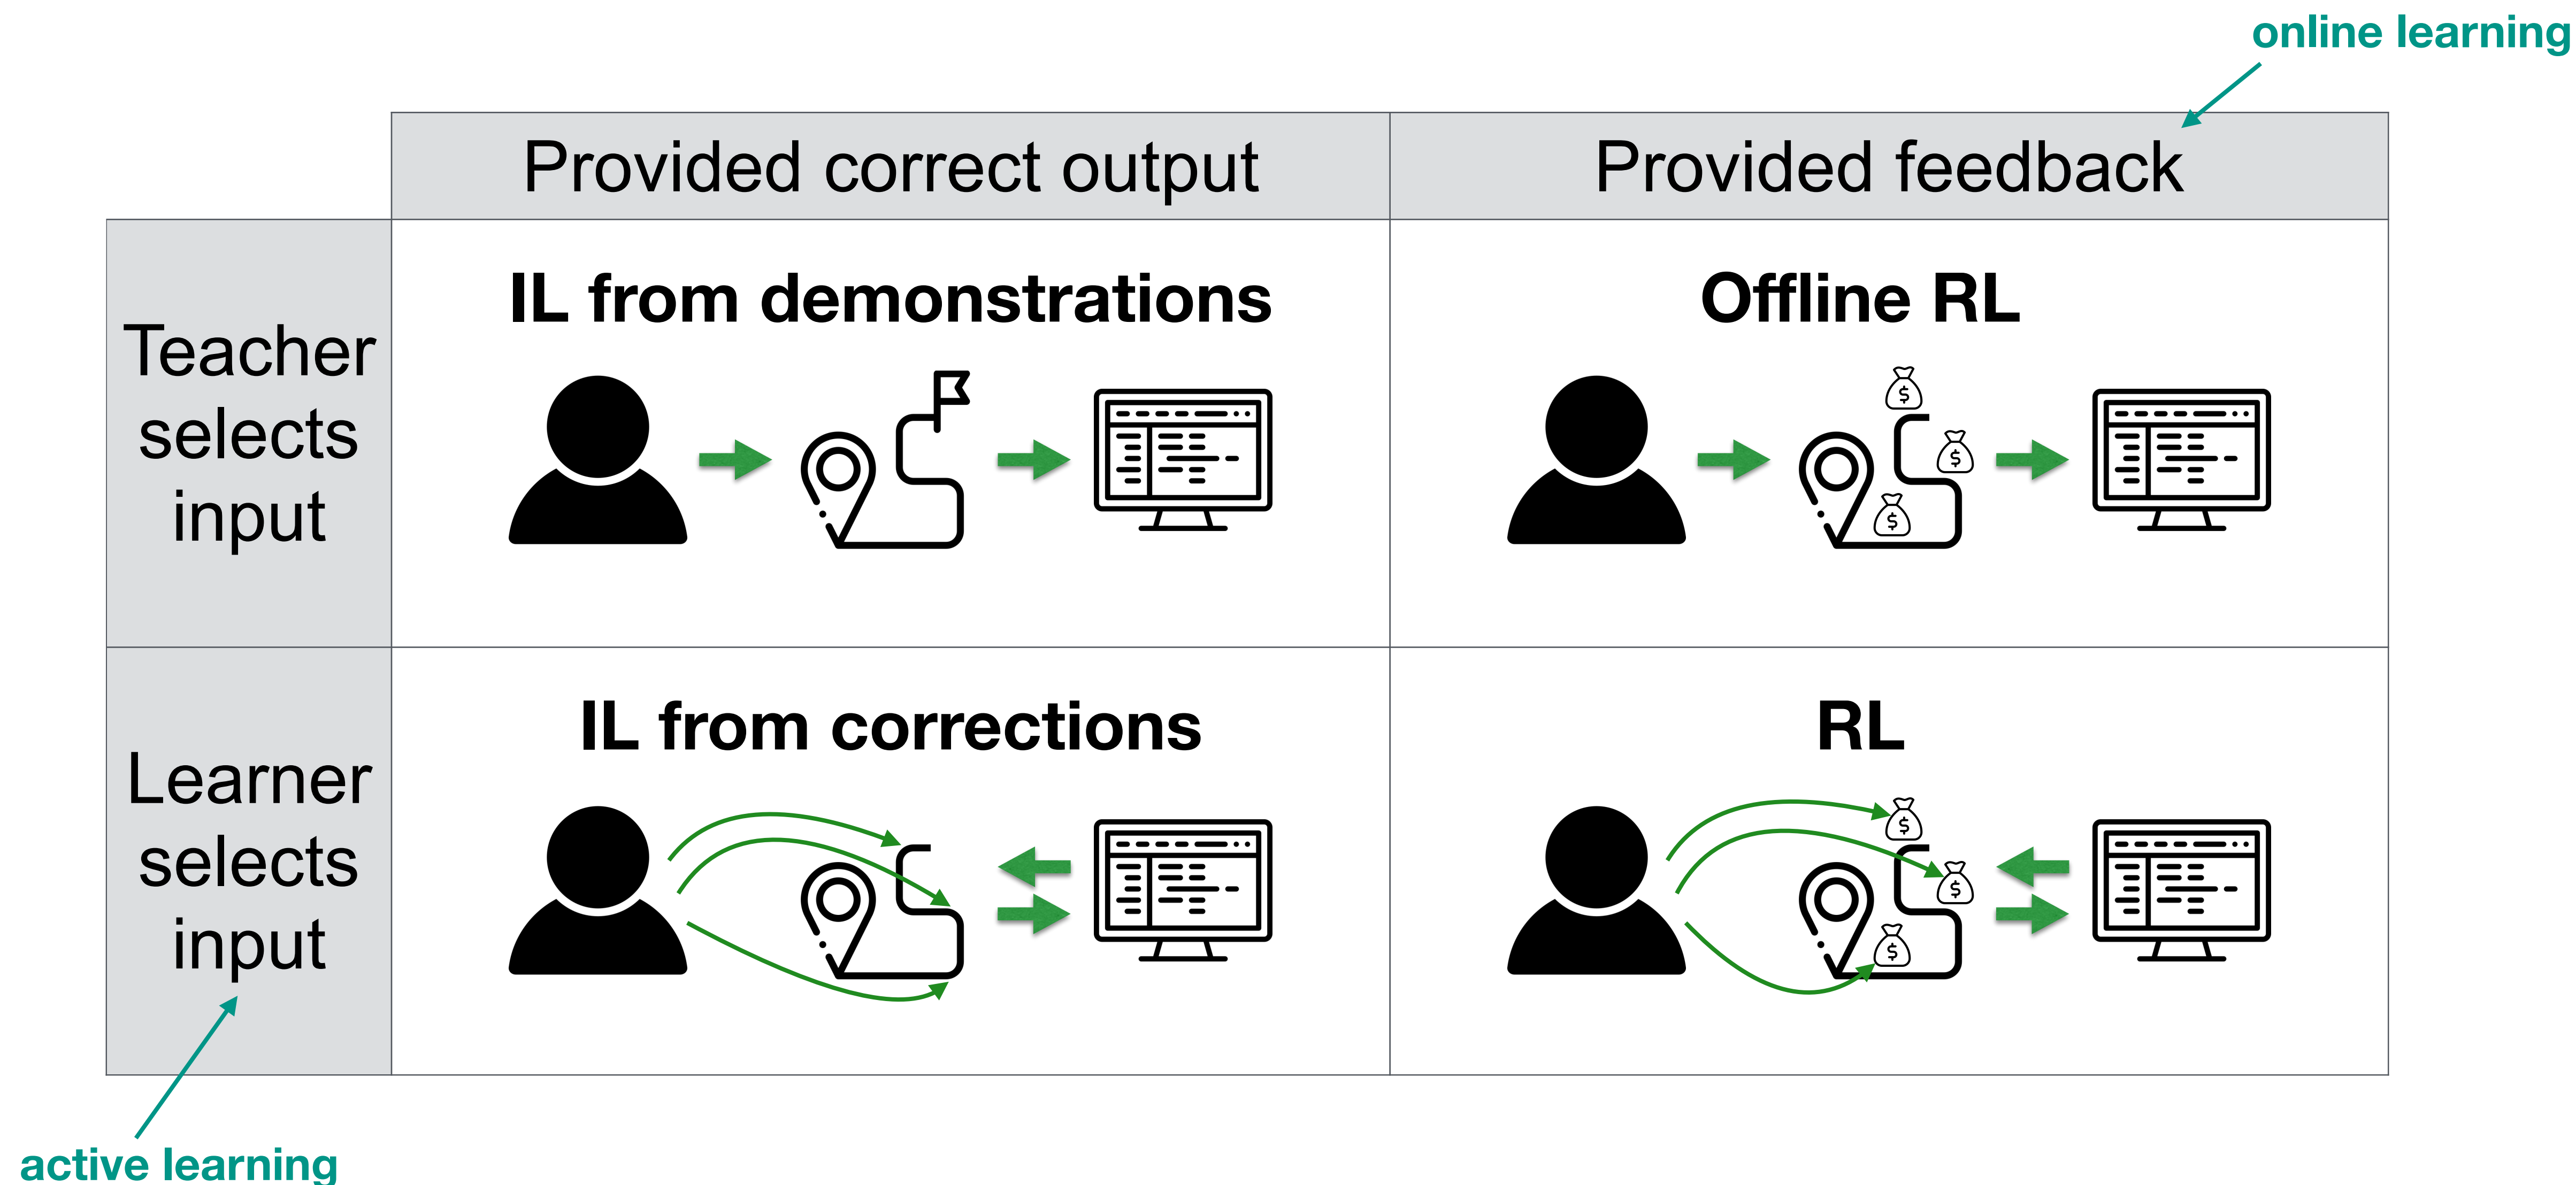 online learning
Provided correct output
Provided feedback
Teacher
selects
input
IL from demonstrations
Offline RL
$
$
$
Learner
selects
input
IL from corrections
RL
$
$
$
active learning